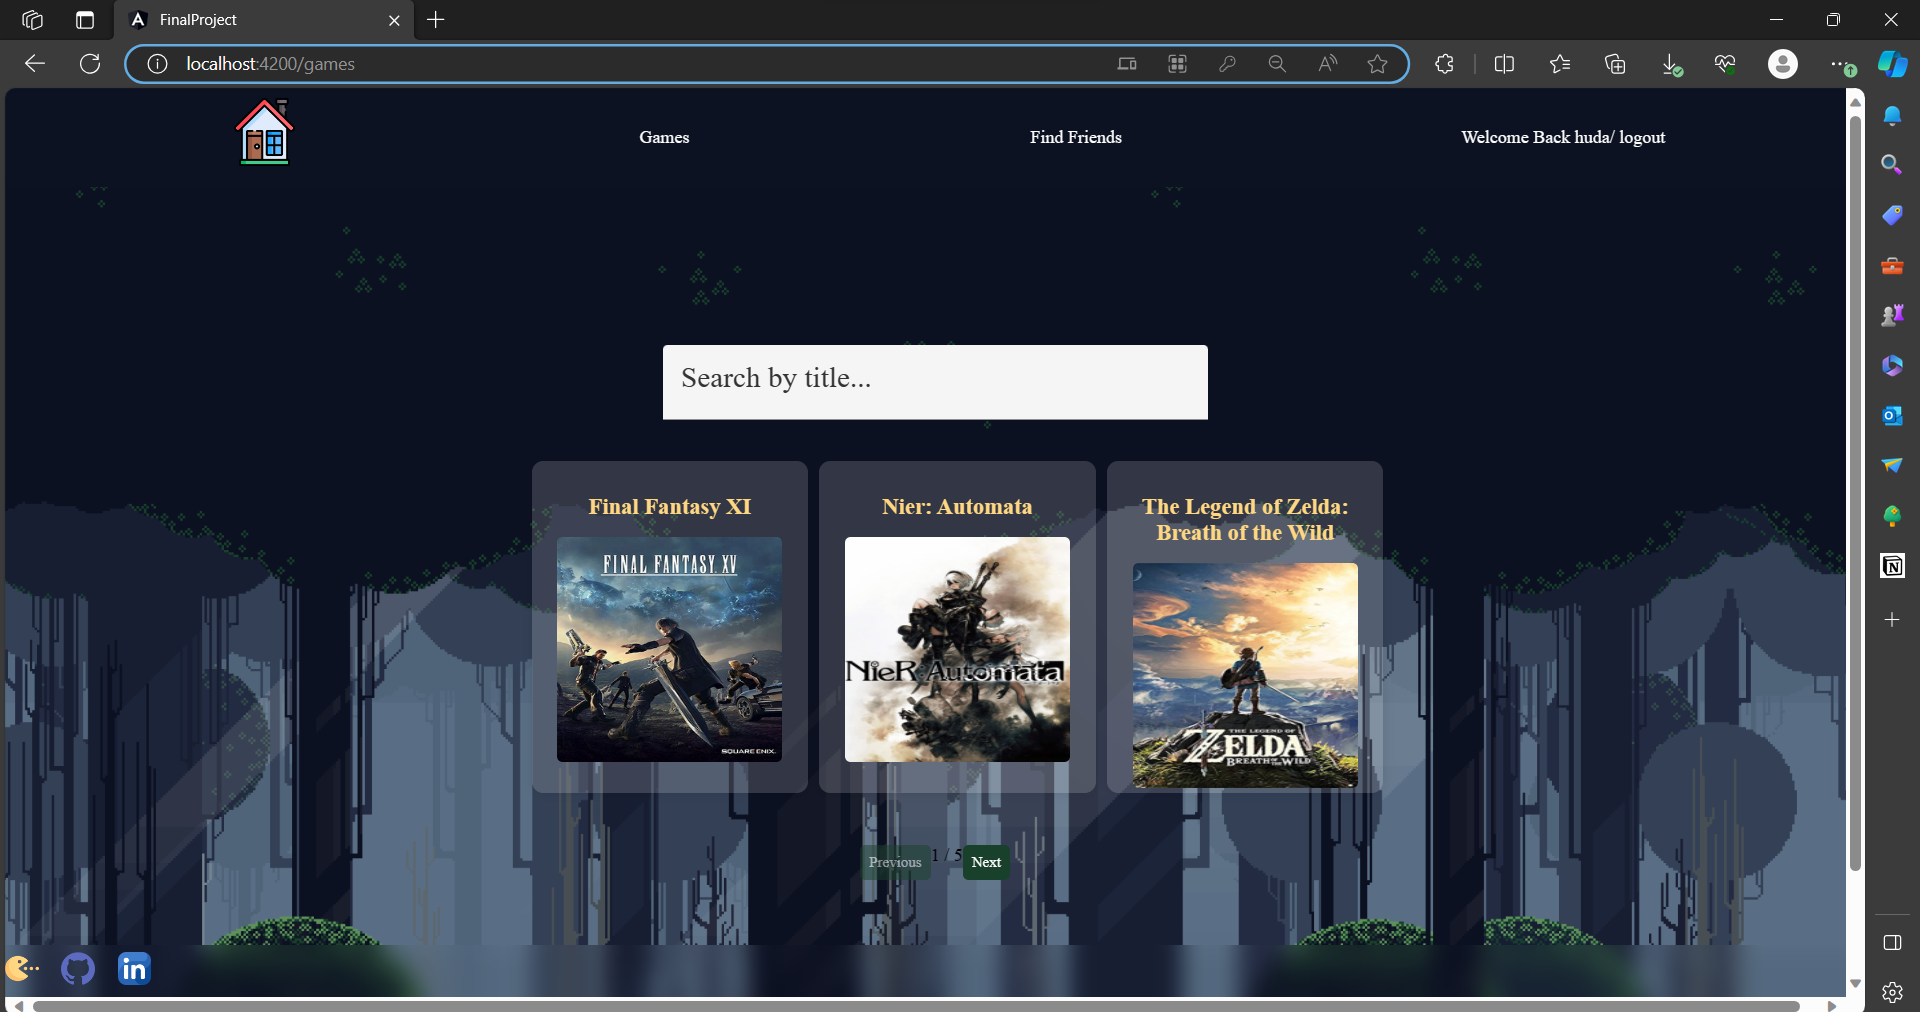 FinalProject
localhost:4200/games
Games
Find Friends
Welcome Back huda/ logout
Search by title...
Final Fantasy XI
Nier: Automata
The Legend of Zelda:
Breath of the Wild
FINAL FANTASY XV
SQUARE ENIX.
NieR:Automata
THE LEGEND OF
ZELDA
BREATH OF THE WILD
Previous
1 / 5
Next
in